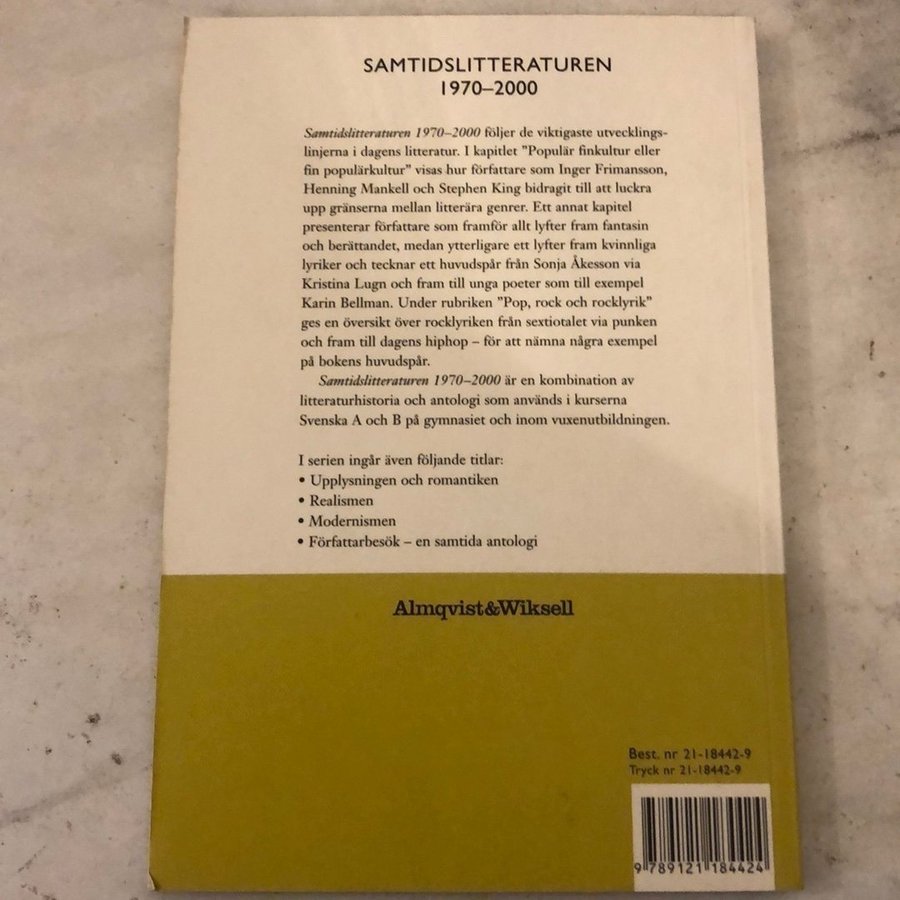 SAMTIDSLITTERATUREN
1970–2000
Samtidslitteraturen 1970–2000 följer de viktigaste utvecklings-
linjerna i dagens litteratur. I kapitlet ”Populär finkultur eller
fin populärkultur” visas hur författare som Inger Frimansson,
Henning Mankell och Stephen King bidragit till att luckra
upp gränserna mellan litterära genrer. Ett annat kapitel
presenterar författare som framför allt lyfter fram fantasin
och berättandet, medan ytterligare ett lyfter fram kvinnliga
lyriker och tecknar ett huvudspår från Sonja Åkesson via
Kristina Lugn och fram till unga poeter som till exempel
Karin Bellman. Under rubriken ”Pop, rock och rocklyrik”
ges en översikt över rocklyriken från sextiotalet via punken
och fram till dagens hiphop – för att nämna några exempel
på bokens huvudspår.
Samtidslitteraturen 1970–2000 är en kombination av
litteraturhistoria och antologi som används i kurserna
Svenska A och B på gymnasiet och inom vuxenutbildningen.
I serien ingår även följande titlar:
• Upplysningen och romantiken
• Realismen
• Modernismen
• Författarbesök – en samtida antologi
Almqvist&Wiksell
Best. nr 21-18442-9
Tryck nr 21-18442-9
9 789121 184424